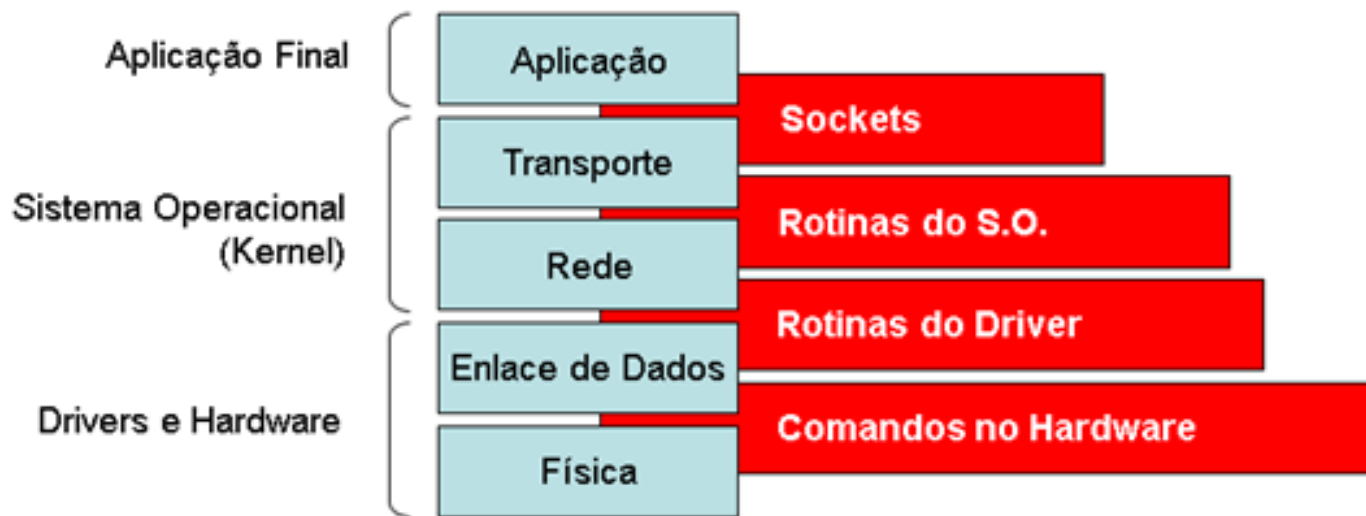 Aplicação Final
Aplicação
Sockets
Transporte
Sistema Operacional
(Kernel)
Rotinas do S.O.
Rede
Rotinas do Driver
Enlace de Dados
Drivers e Hardware
Comandos no Hardware
Física